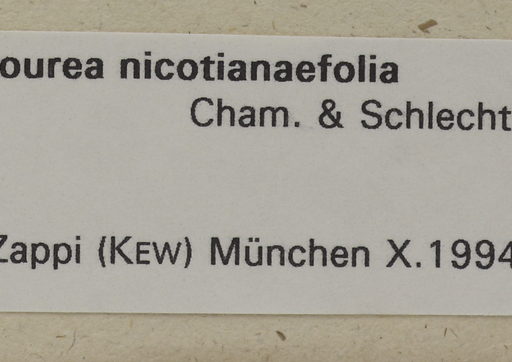 ourea nicotianaefolia
Cham. & Schlecht
Zappi (KEW) München X.1994